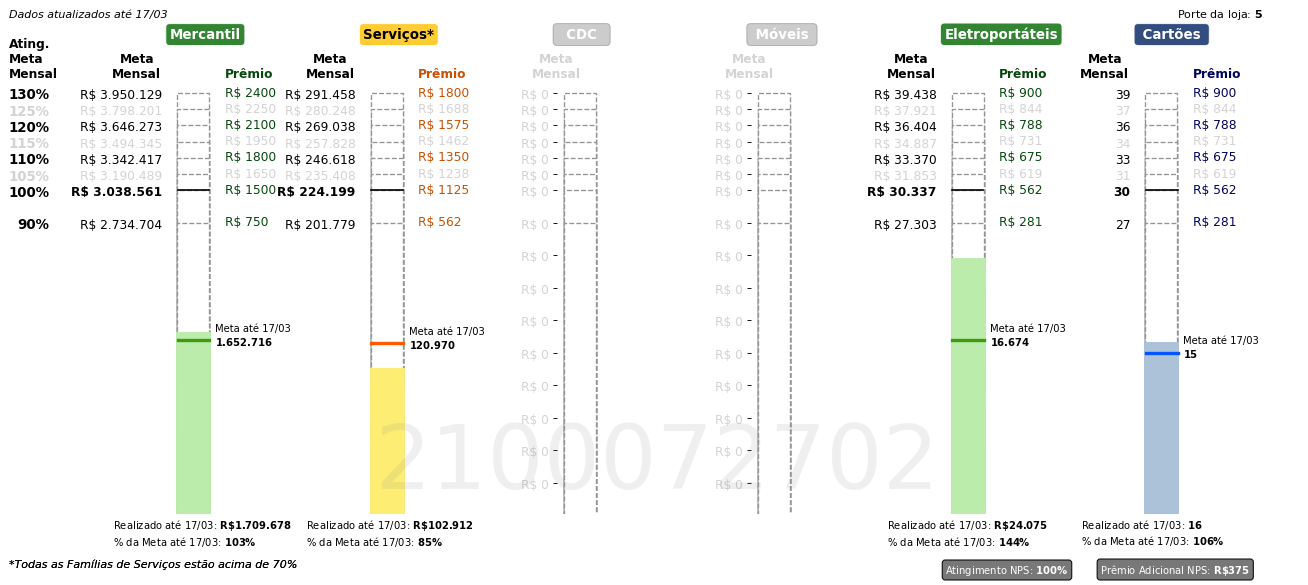 Dados atualizados até 17/03
Porte da loja: 5
Mercantil Serviços* CDC Móveis Eletroportáteis Cartões
Ating.
Meta Meta Meta Meta Meta Meta Meta
Mensal Mensal Prêmio Mensal Prêmio Mensal Mensal Mensal Prêmio Mensal Prêmio
130% R$ 3.950.129 R$ 2400 R$ 291.458 R$ 1800 R$ 0 R$ 0 R$ 39.438 R$ 900 39 R$ 900
125% R$ 3.798.201 R$ 2250 R$ 280.248 R$ 1688 R$ 0 R$ 0 R$ 37.921 R$ 844 37 R$ 844
120% R$ 3.646.273 R$ 2100 R$ 269.038 R$ 1575 R$ 0 R$ 0 R$ 36.404 R$ 788 36 R$ 788
115% R$ 3.494.345 R$ 1950 R$ 257.828 R$ 1462 R$ 0 R$ 0 R$ 34.887 R$ 731 34 R$ 731
110% R$ 3.342.417 R$ 1800 R$ 246.618 R$ 1350 R$ 0 R$ 0 R$ 33.370 R$ 675 33 R$ 675
105% R$ 3.190.489 R$ 1650 R$ 235.408 R$ 1238 R$ 0 R$ 0 R$ 31.853 R$ 619 31 R$ 619
100% R$ 3.038.561 R$ 1500 R$ 224.199 R$ 1125 R$ 0 R$ 0 R$ 30.337 R$ 562 30 R$ 562
90% R$ 2.734.704 R$ 750 R$ 201.779 R$ 562 R$ 0 R$ 0 R$ 27.303 R$ 281 27 R$ 281
R$ 0 R$ 0
R$ 0 R$ 0
R$ 0 R$ 0
Meta até 17/03 Meta até 17/03 Meta até 17/03 Meta até 17/03
1.652.716 120.970 16.674 15
R$ 0 R$ 0
R$ 0 R$ 0
R$ 0 R$ 0
R$ 0 R$ 0
R$ 0 R$ 0
2100072702
Realizado até 17/03: R$1.709.678 Realizado até 17/03: R$102.912 Realizado até 17/03: R$24.075 Realizado até 17/03: 16
% da Meta até 17/03: 103% % da Meta até 17/03: 85% % da Meta até 17/03: 144% % da Meta até 17/03: 106%
*Todas as Famílias de Serviços estão acima de 70%
Atingimento NPS: 100% Prêmio Adicional NPS: R$375